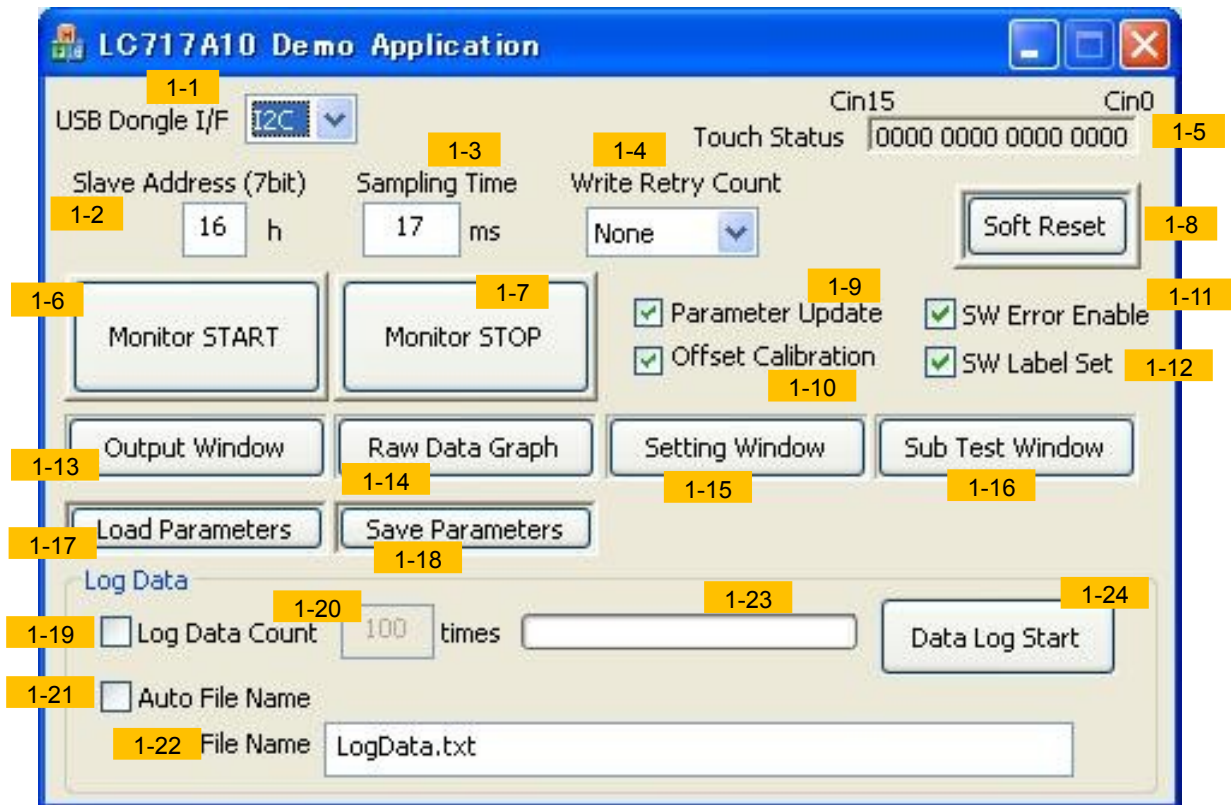 LC717A10 Demo Application
1-1
USB Dongle I/F I2C
Cin15 Cin0
Touch Status 0000 0000 0000 0000 1-5
1-3 1-4
Slave Address (7bit) Sampling Time Write Retry Count
1-2 16 h 17 ms None Soft Reset 1-8
1-6 1-7 1-9 1-11
Monitor START Monitor STOP Parameter Update SW Error Enable
Offset Calibration SW Label Set 1-12
1-10
Output Window Raw Data Graph Setting Window Sub Test Window
1-13 1-14 1-15 1-16
Load Parameters Save Parameters
1-17 1-18
Log Data
1-20 1-23 1-24
1-19 Log Data Count 100 times Data Log Start
1-21 Auto File Name
1-22 File Name LogData.txt